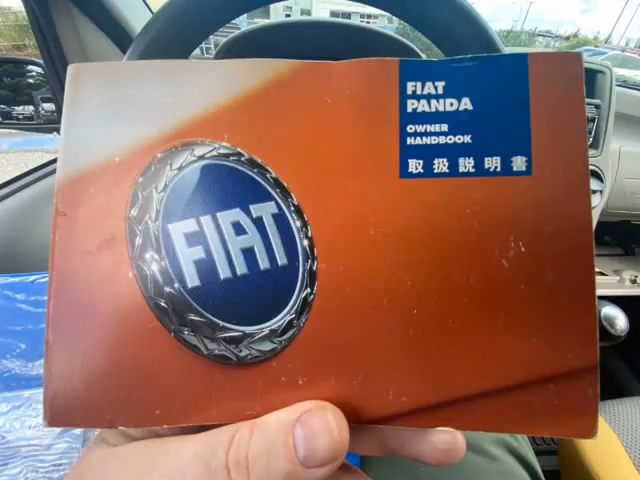 FIAT
PANDA
OWNER
HANDBOOK
取扱説明書
FIAT